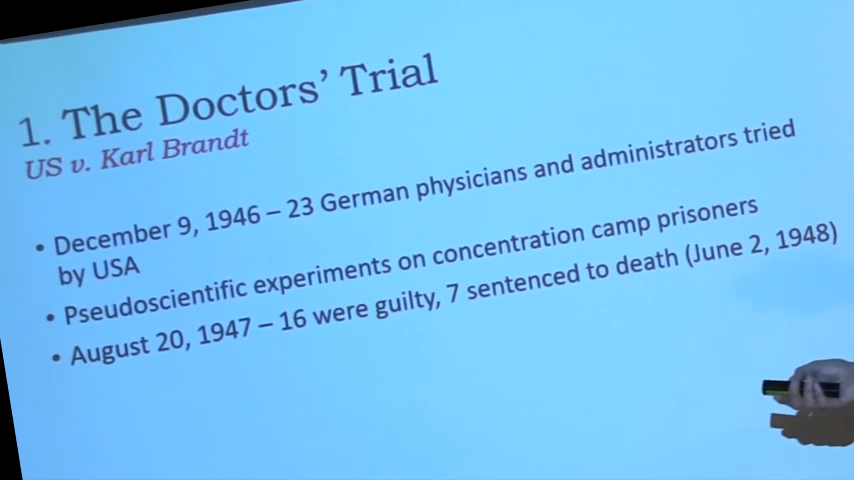 1. The Doctors' Trial
US v. Karl Brandt
• December 9, 1946 – 23 German physicians and administrators tried
by USA
• Pseudoscientific experiments on concentration camp prisoners
• August 20, 1947 – 16 were guilty, 7 sentenced to death (June 2, 1948)